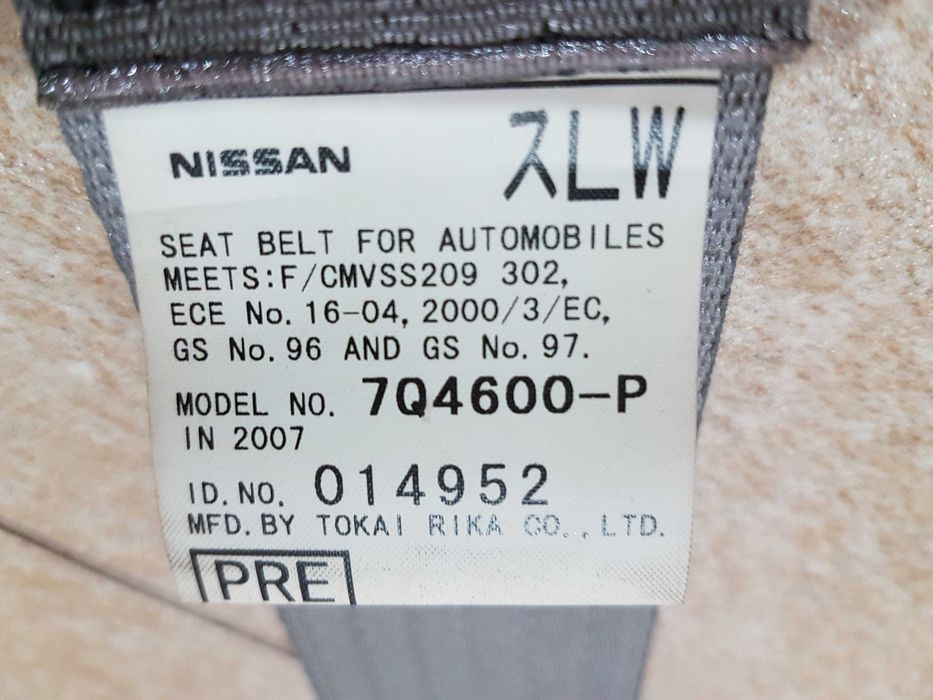 NISSAN
スLW
SEAT BELT FOR AUTOMOBILES
MEETS:F/CMVSS209 302,
ECE No. 16-04, 2000/3/EC,
GS No. 96 AND GS No. 97.
MODEL NO. 7Q4600-P
IN 2007
ID. NO. 014952
MFD. BY TOKAI RIKA CO., LTD.
PRE